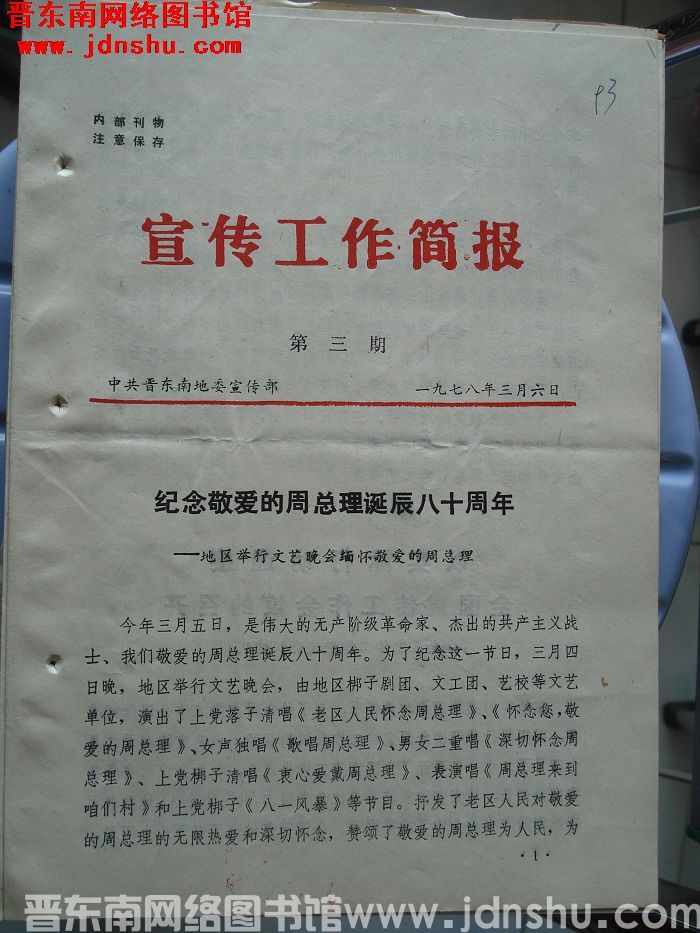 晋东南网络图书馆
www.jdnshu.com
93
内部刊物
注意保存
宣传工作简报
第三期
中共晋东南地委宣传部 一九七八年三月六日
纪念敬爱的周总理诞辰八十周年
——地区举行文艺晚会缅怀敬爱的周总理
今年三月五日，是伟大的无产阶级革命家、杰出的共产主义战
士、我们敬爱的周总理诞辰八十周年。为了纪念这一节日，三月四
日晚，地区举行文艺晚会，由地区梆子剧团、文工团、艺校等文艺
单位，演出了上党落子清唱《老区人民怀念周总理》、《怀念您，敬
爱的周总理》、女声独唱《歌唱周总理》、男女二重唱《深切怀念周
总理》、上党梆子清唱《衷心爱戴周总理》、表演唱《周总理来到
咱们村》和上党梆子《八一风暴》等节目。抒发了老区人民对敬爱
的周总理的无限热爱和深切怀念，赞颂了敬爱的周总理为人民，为
·1·
晋东南网络图书馆 www.jdnshu.com